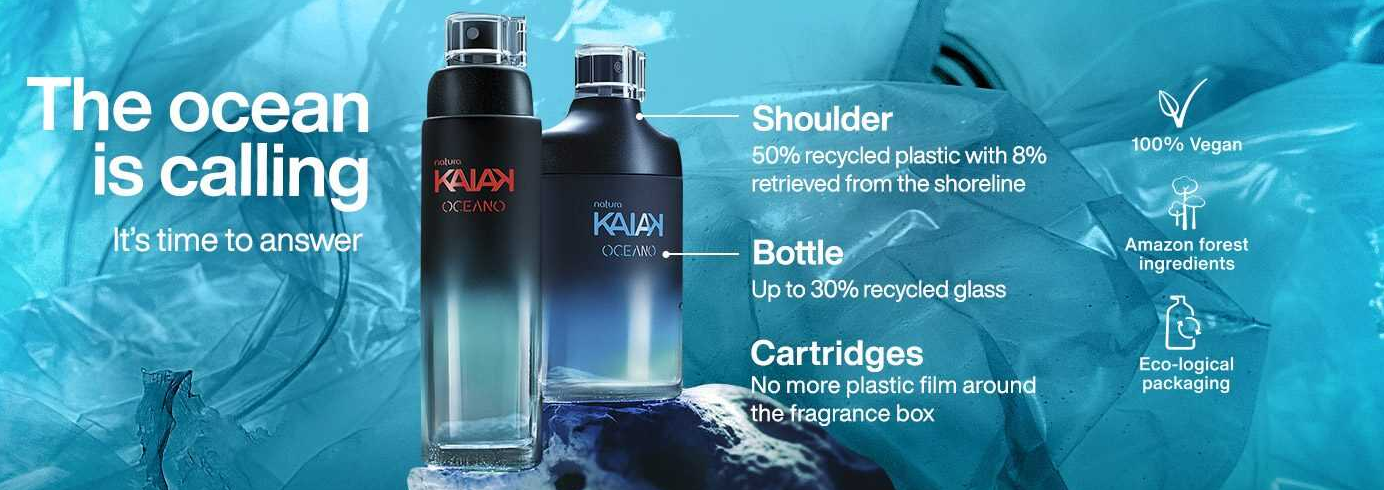 The ocean
is calling
It's time to answer
natura
KAIAK
OCEANO
natura
KAIAK
OCEANO
Shoulder
50% recycled plastic with 8%
retrieved from the shoreline
Bottle
Up to 30% recycled glass
Cartridges
No more plastic film around
the fragrance box
100% Vegan
Amazon forest
ingredients
Eco-logical
packaging